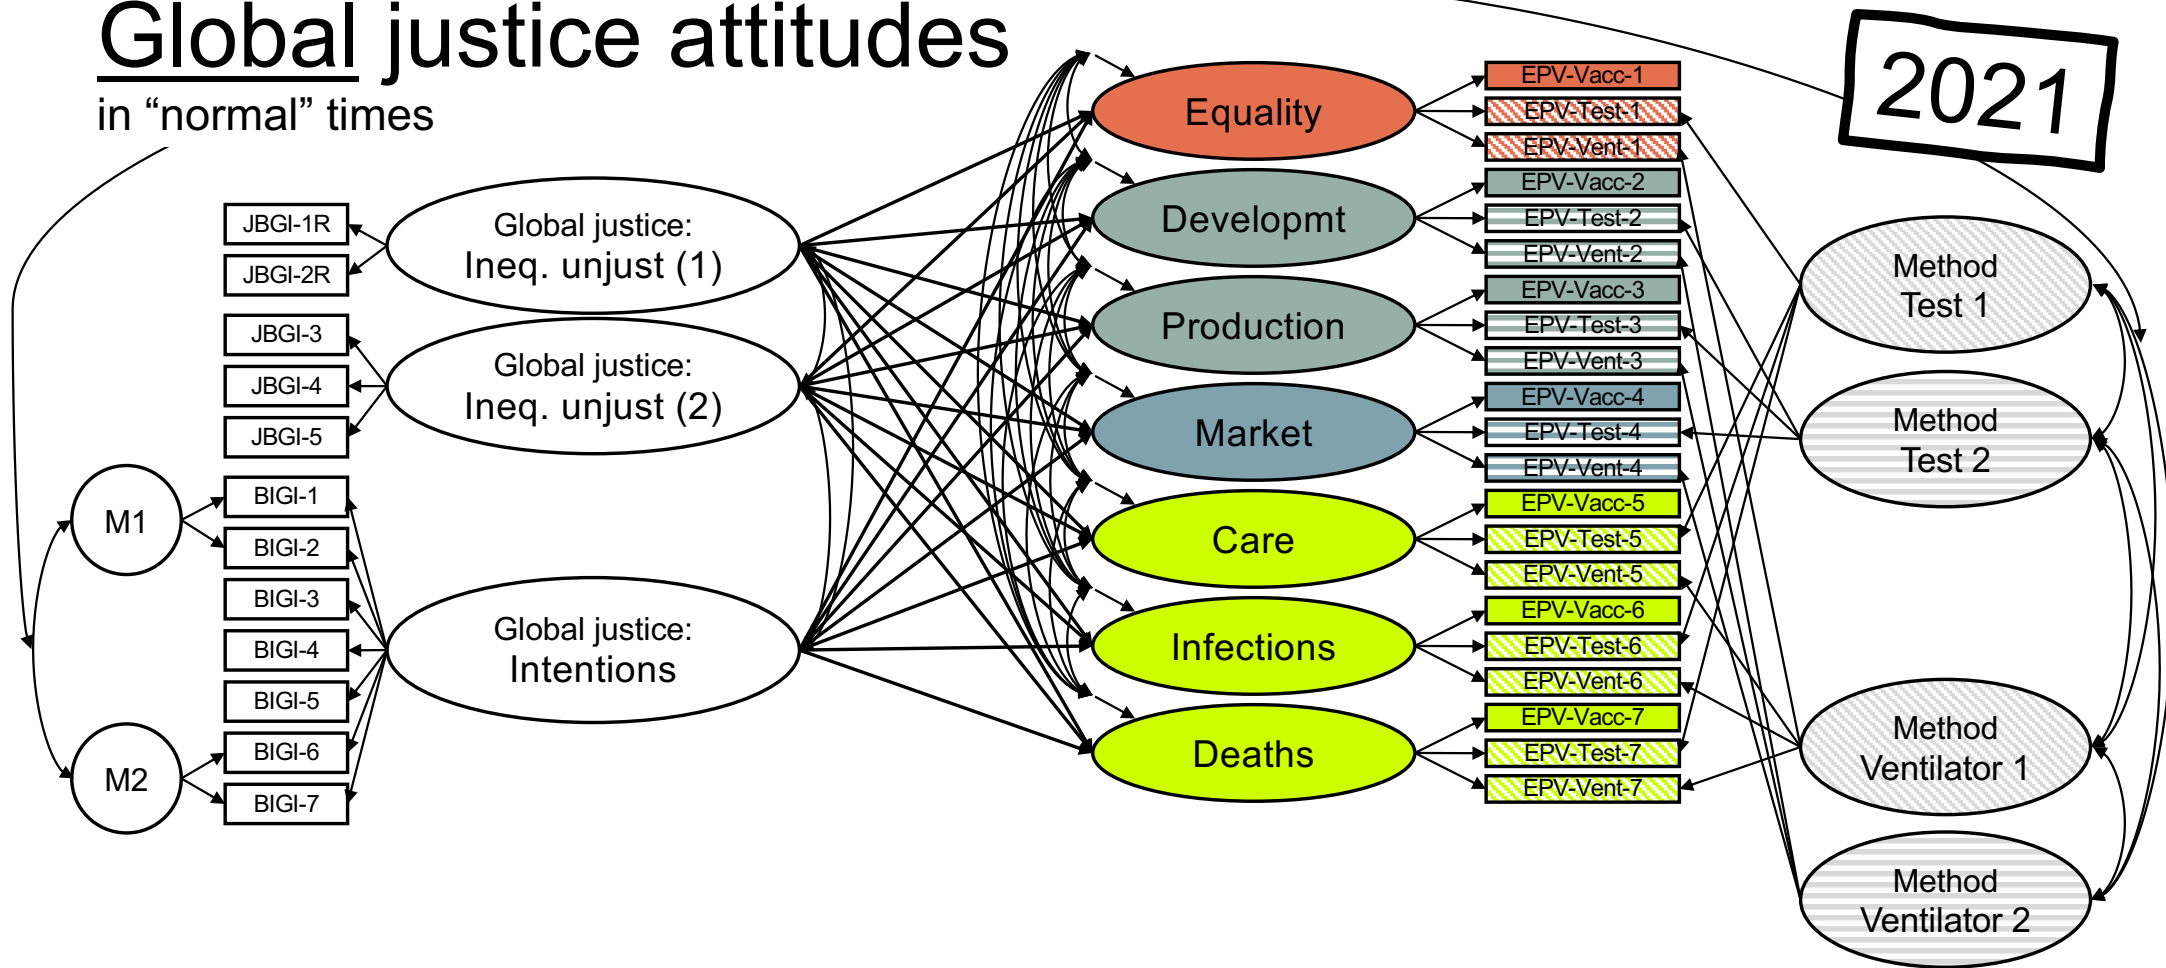 Global justice attitudes
in “normal” times
2021
JBGI-1R
JBGI-2R
JBGI-3
JBGI-4
JBGI-5
BIGI-1
BIGI-2
BIGI-3
BIGI-4
BIGI-5
BIGI-6
BIGI-7
M1
M2
Global justice:
Ineq. unjust (1)
Global justice:
Ineq. unjust (2)
Global justice:
Intentions
Equality
Developmt
Production
Market
Care
Infections
Deaths
EPV-Vacc-1
EPV-Test-1
EPV-Vent-1
EPV-Vacc-2
EPV-Test-2
EPV-Vent-2
EPV-Vacc-3
EPV-Test-3
EPV-Vent-3
EPV-Vacc-4
EPV-Test-4
EPV-Vent-4
EPV-Vacc-5
EPV-Test-5
EPV-Vent-5
EPV-Vacc-6
EPV-Test-6
EPV-Vent-6
EPV-Vacc-7
EPV-Test-7
EPV-Vent-7
Method
Test 1
Method
Test 2
Method
Ventilator 1
Method
Ventilator 2